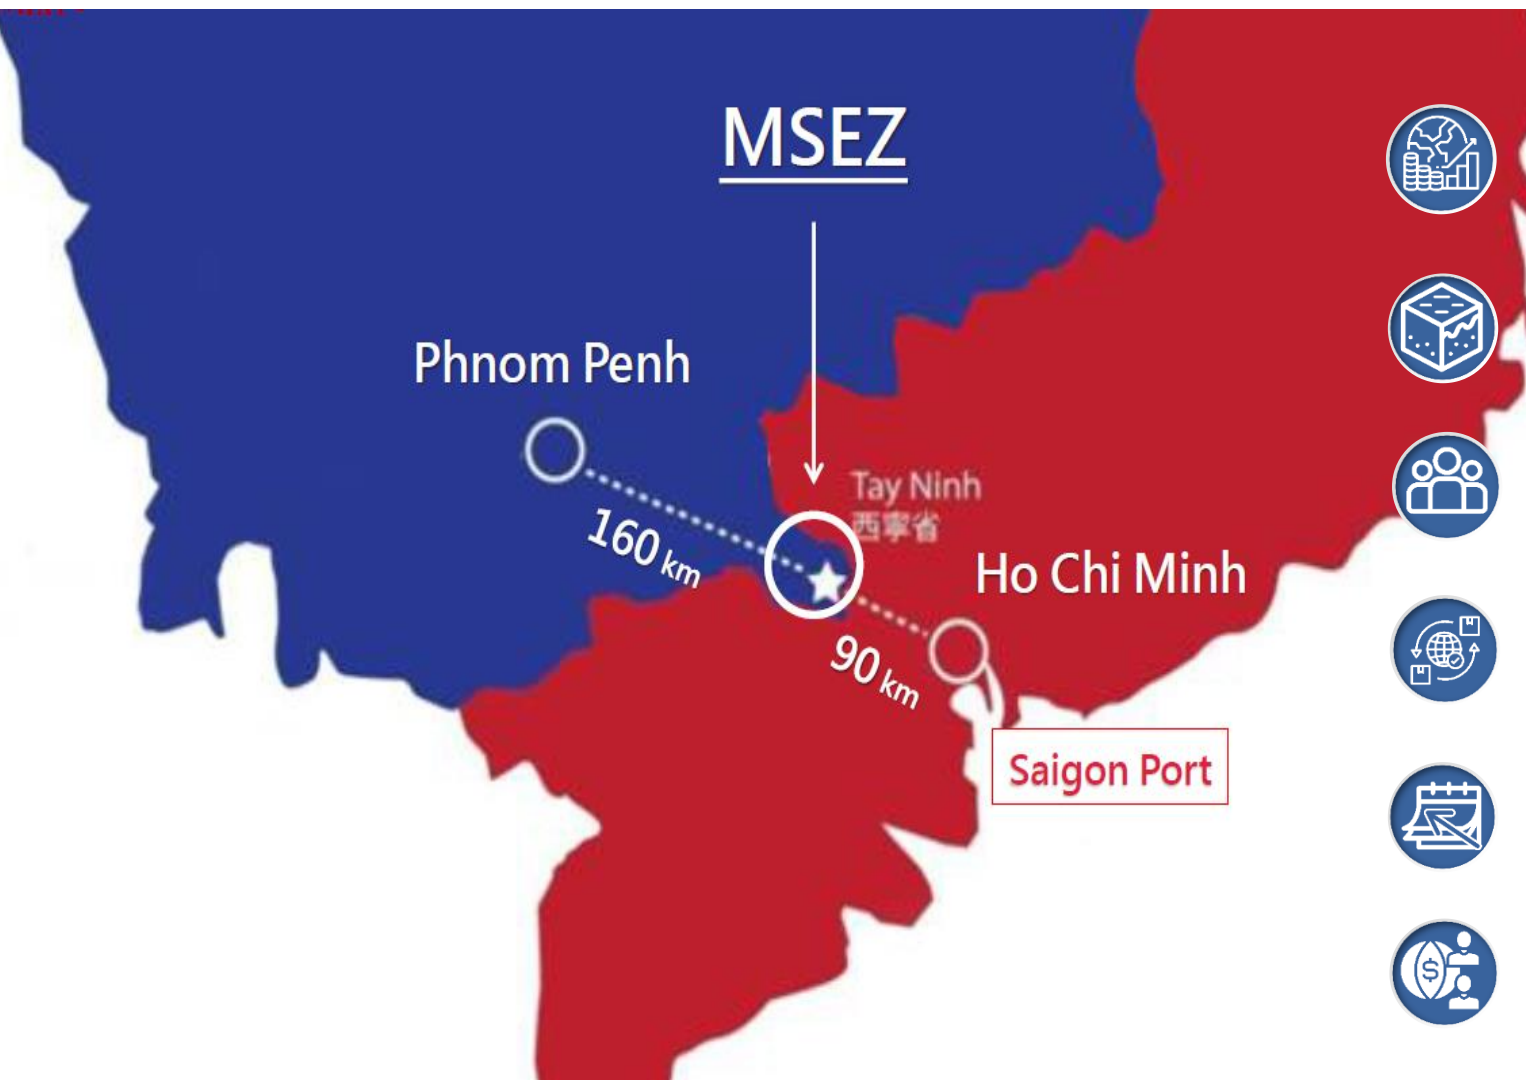 MSEZ
Phnom Penh
Tay Ninh
西寧省
160 km
Ho Chi Minh
90 km
Saigon Port
$